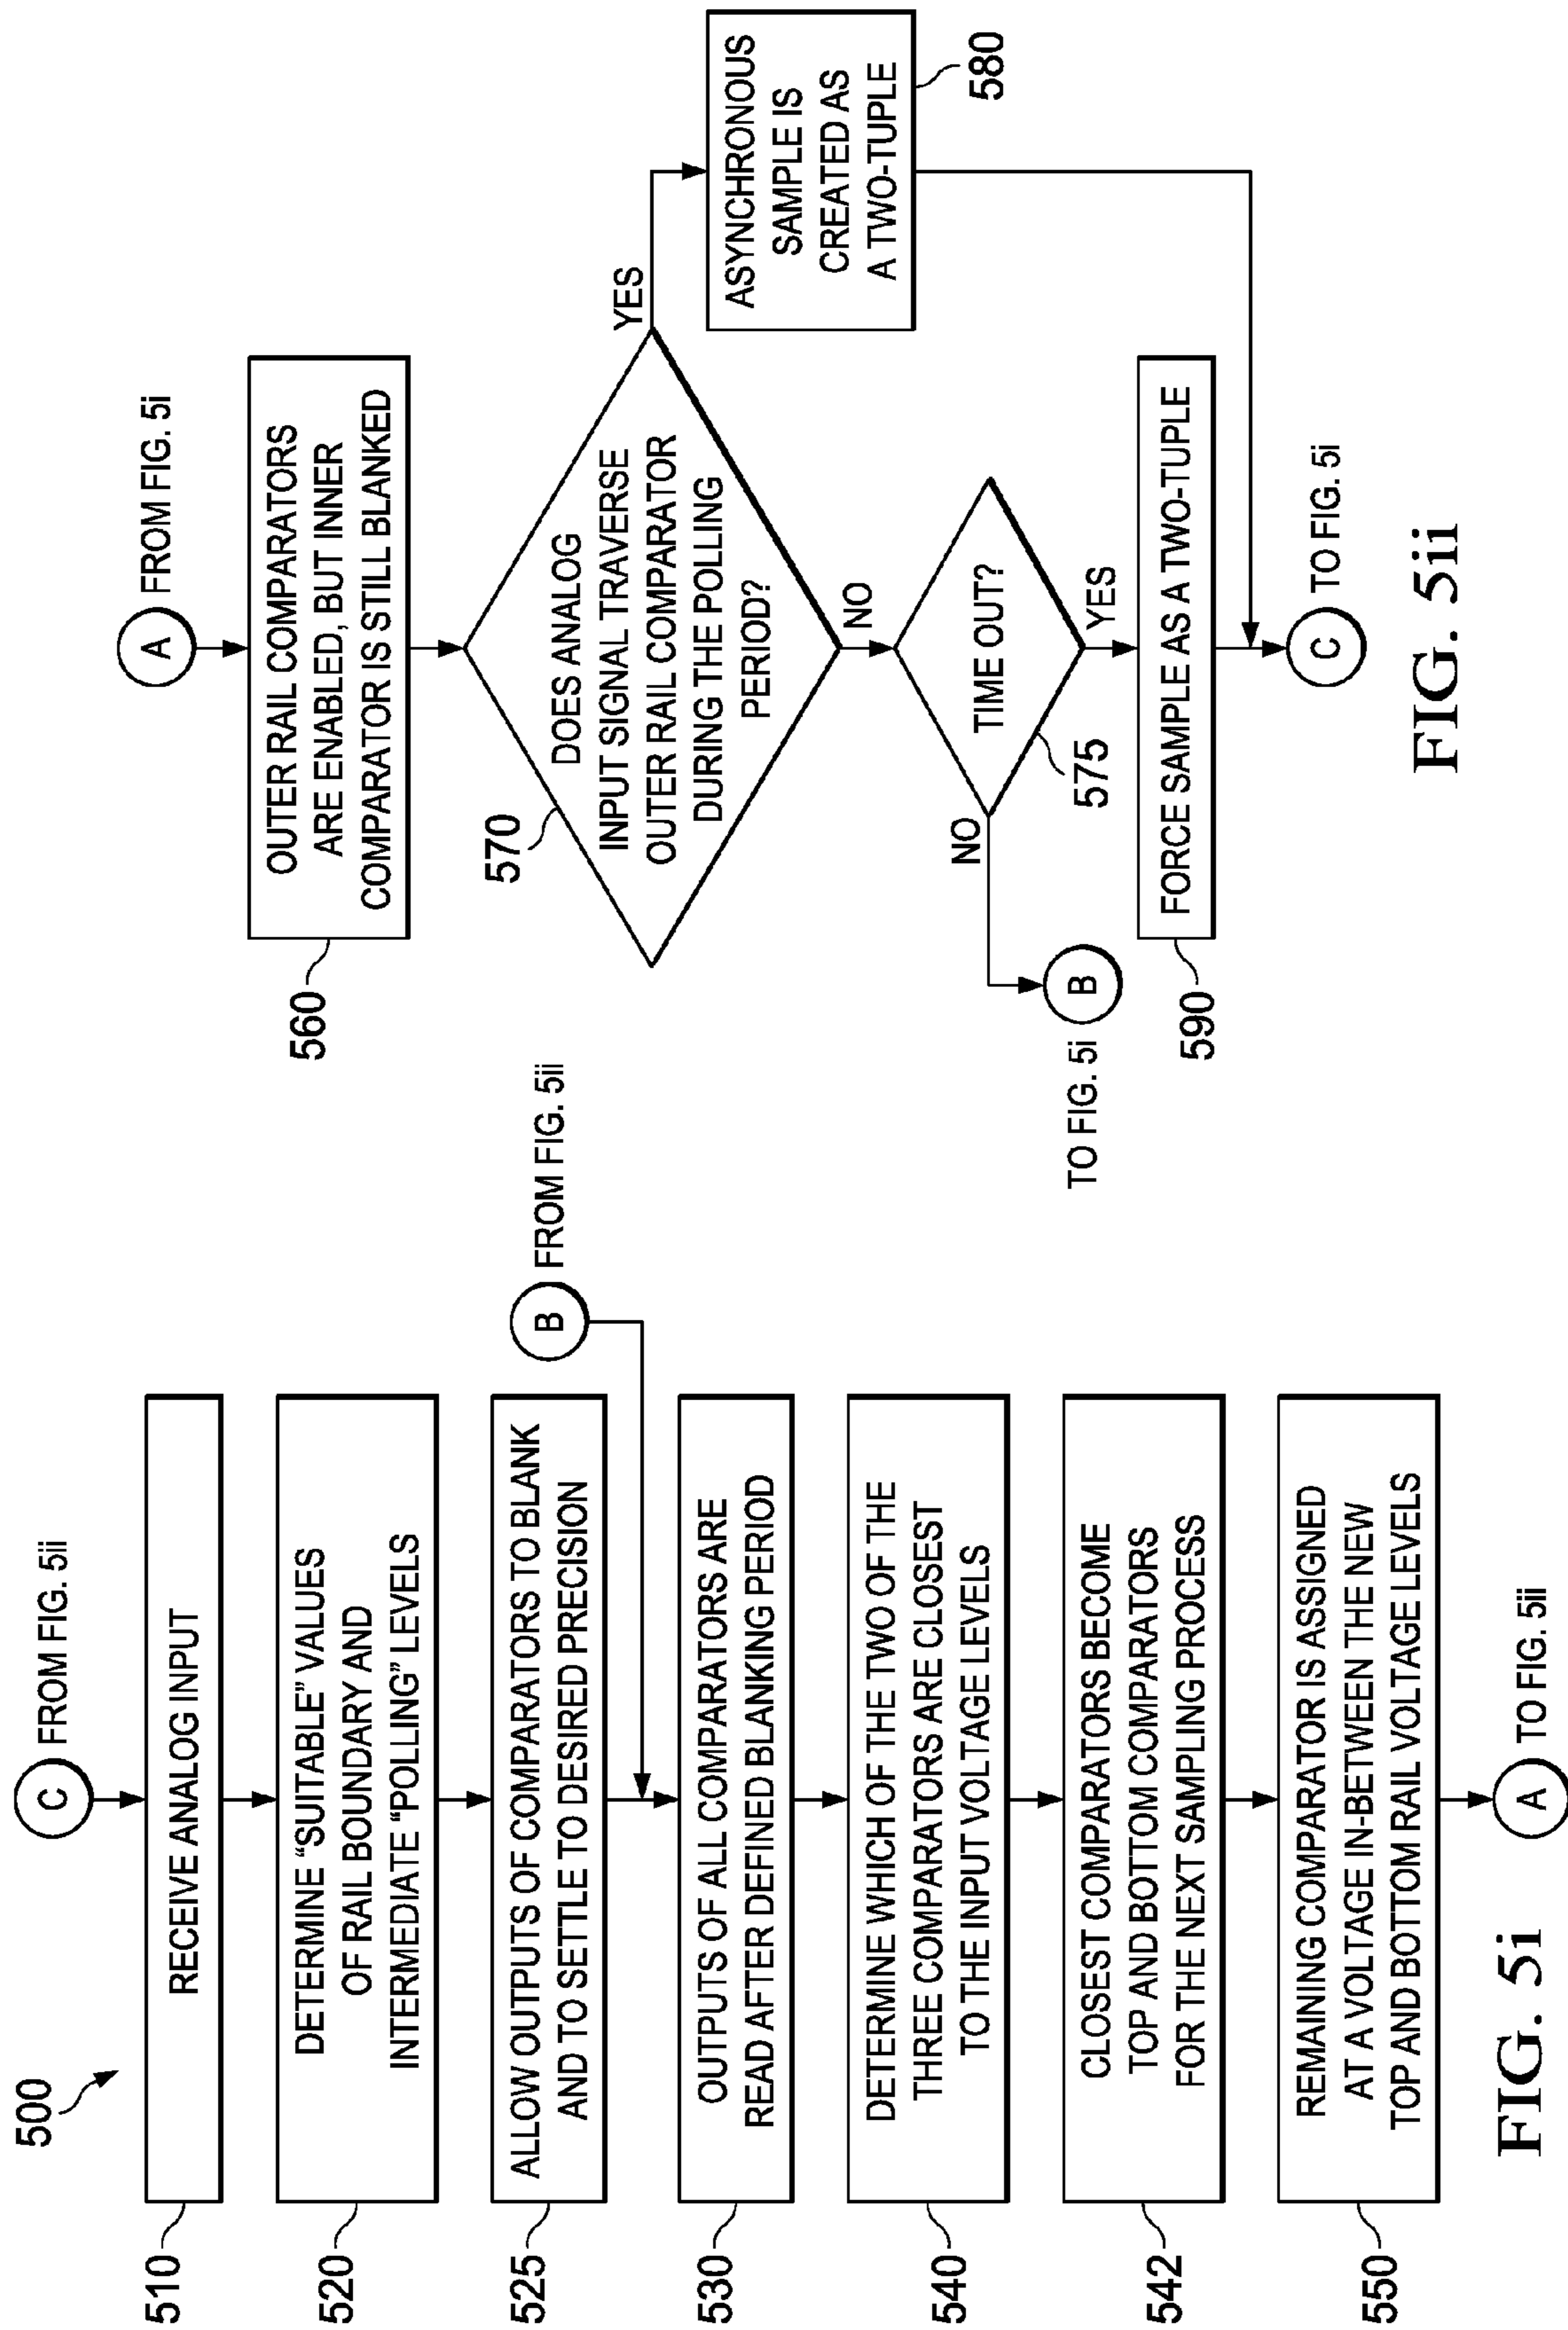 500
C
FROM FIG. 5ii
510
RECEIVE ANALOG INPUT
520
DETERMINE “SUITABLE” VALUES
OF RAIL BOUNDARY AND
INTERMEDIATE “POLLING” LEVELS
525
ALLOW OUTPUTS OF COMPARATORS TO BLANK
AND TO SETTLE TO DESIRED PRECISION
B
FROM FIG. 5ii
530
OUTPUTS OF ALL COMPARATORS ARE
READ AFTER DEFINED BLANKING PERIOD
540
DETERMINE WHICH OF THE TWO OF THE
THREE COMPARATORS ARE CLOSEST
TO THE INPUT VOLTAGE LEVELS
542
CLOSEST COMPARATORS BECOME
TOP AND BOTTOM COMPARATORS
FOR THE NEXT SAMPLING PROCESS
550
REMAINING COMPARATOR IS ASSIGNED
AT A VOLTAGE IN-BETWEEN THE NEW
TOP AND BOTTOM RAIL VOLTAGE LEVELS
A
TO FIG. 5ii
FIG. 5i
A
FROM FIG. 5i
560
OUTER RAIL COMPARATORS
ARE ENABLED, BUT INNER
COMPARATOR IS STILL BLANKED
570
DOES ANALOG
INPUT SIGNAL TRAVERSE
OUTER RAIL COMPARATOR
DURING THE POLLING
PERIOD?
YES
NO
ASYNCHRONOUS
SAMPLE IS
CREATED AS
A TWO-TUPLE
580
TIME OUT?
575
NO
YES
B
TO FIG. 5i
590
FORCE SAMPLE AS A TWO-TUPLE
C
TO FIG. 5i
FIG. 5ii